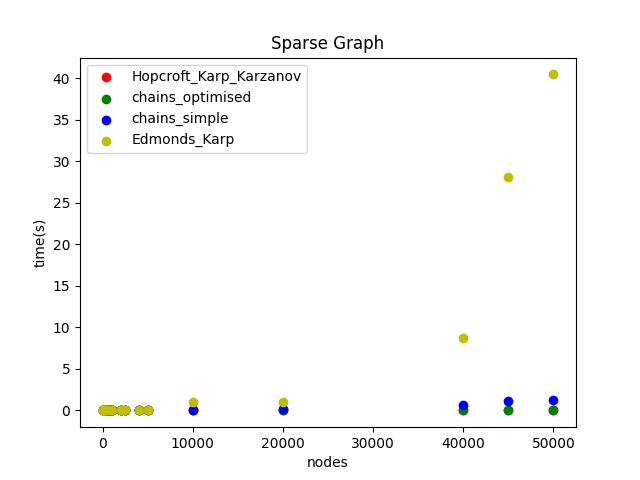 Sparse Graph
Hopcroft_Karp_Karzanov
chains_optimised
chains_simple
Edmonds_Karp
40
35
30
25
20
15
10
5
0
time(s)
0 10000 20000 30000 40000 50000
nodes